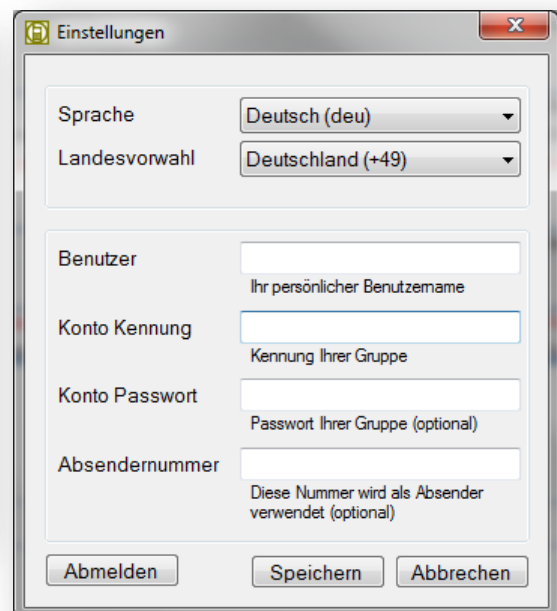 Einstellungen
Sprache
Deutsch (deu)
Landesvorwahl
Deutschland (+49)
Benutzer
Ihr persönlicher Benutzername
Konto Kennung
Kennung Ihrer Gruppe
Konto Passwort
Passwort Ihrer Gruppe (optional)
Absendernummer
Diese Nummer wird als Absender
verwendet (optional)
Abmelden
Speichern
Abbrechen